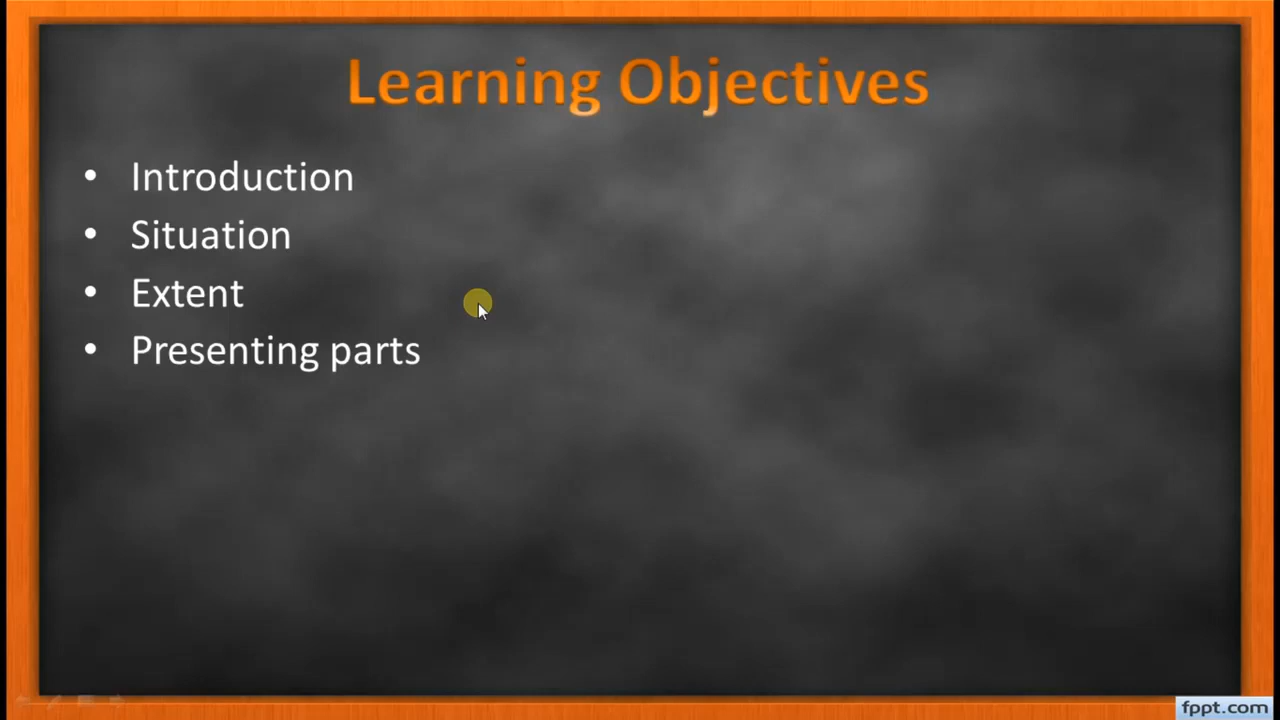 Learning Objectives
• Introduction
• Situation
• Extent
• Presenting parts
fppt.com